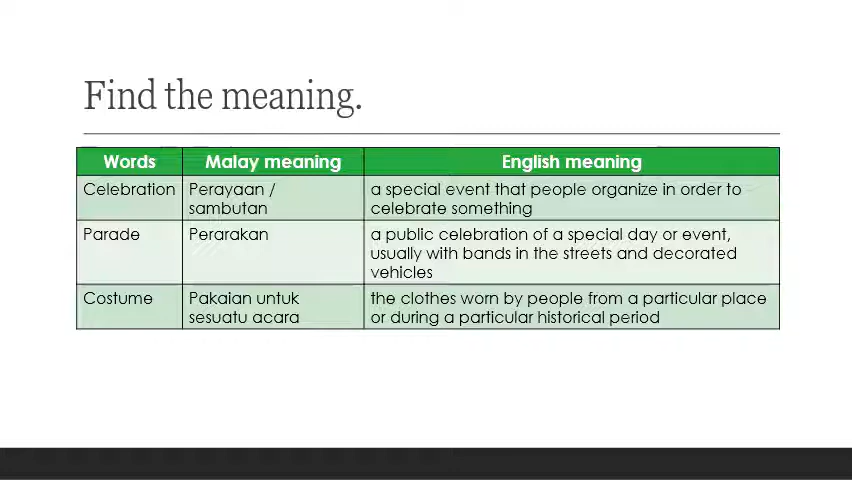 Find the meaning.
Words Malay meaning English meaning
Celebration Perayaan / a special event that people organize in order to
sambutan celebrate something
Parade Perarakan a public celebration of a special day or event,
usually with bands in the streets and decorated
vehicles
Costume Pakaian untuk the clothes worn by people from a particular place
sesuatu acara or during a particular historical period